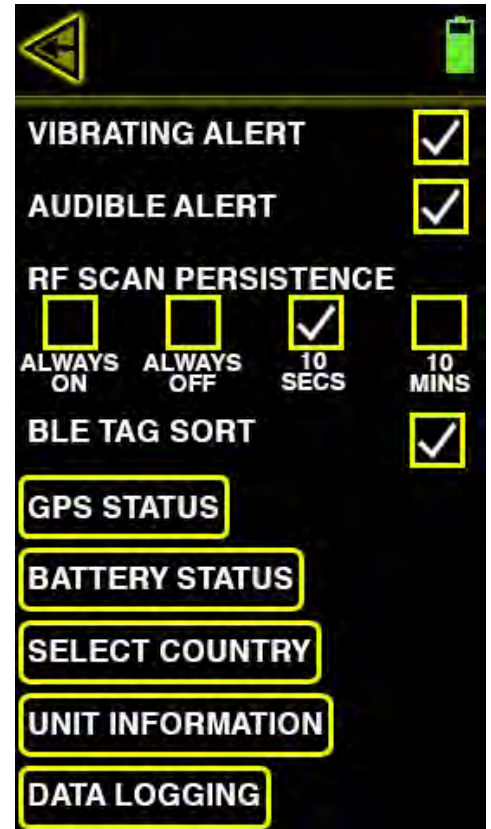 VIBRATING ALERT
AUDIBLE ALERT
RF SCAN PERSISTENCE
ALWAYS ON
ALWAYS OFF
10 SECS
10 MINS
BLE TAG SORT
GPS STATUS
BATTERY STATUS
SELECT COUNTRY
UNIT INFORMATION
DATA LOGGING